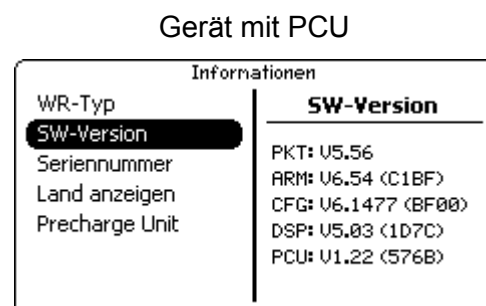 Gerät mit PCU
Informationen
WR-Typ
SW-Version
Seriennummer
Land anzeigen
Precharge Unit
SW-Version
PKT: V5.56
ARM: V6.54 (C1BF)
CFG: V6.1477 (BF00)
DSP: V5.03 (1D7C)
PCU: V1.22 (576B)